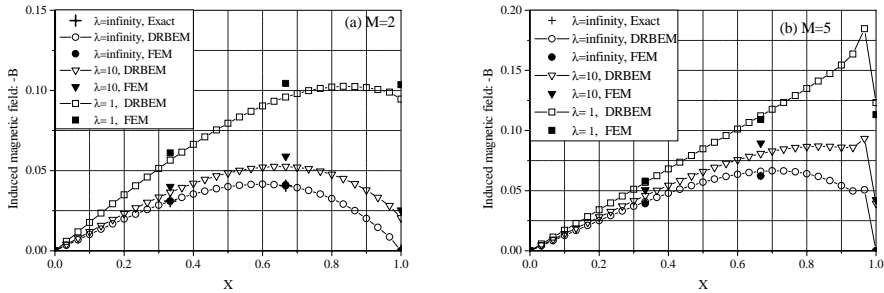 (a) M=2
λ=infinity, Exact
λ=infinity, DRBEM
λ=infinity, FEM
λ=10, DRBEM
λ=10, FEM
λ= 1, DRBEM
λ= 1, FEM
Induced magnetic field: -B
0.15
0.10
0.05
0.00
0.0 0.2 0.4 0.6 0.8 1.0
X
(b) M=5
λ=infinity, Exact
λ=infinity, DRBEM
λ=infinity, FEM
λ=10, DRBEM
λ=10, FEM
λ= 1, DRBEM
λ= 1, FEM
Induced magnetic field: -B
0.20
0.15
0.10
0.05
0.00
0.0 0.2 0.4 0.6 0.8 1.0
X